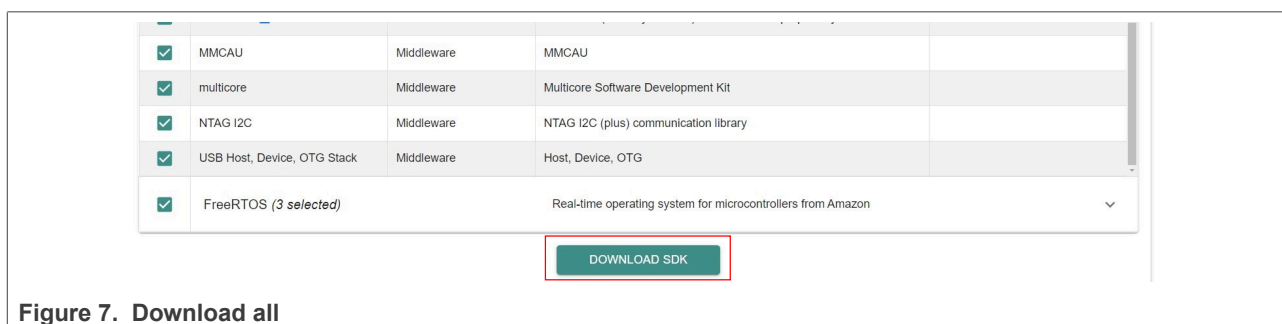 MMCAU Middleware MMCAU
multicore Middleware Multicore Software Development Kit
NTAG I2C Middleware NTAG I2C (plus) communication library
USB Host, Device, OTG Stack Middleware Host, Device, OTG
FreeRTOS (3 selected) Real-time operating system for microcontrollers from Amazon
DOWNLOAD SDK
Figure 7. Download all